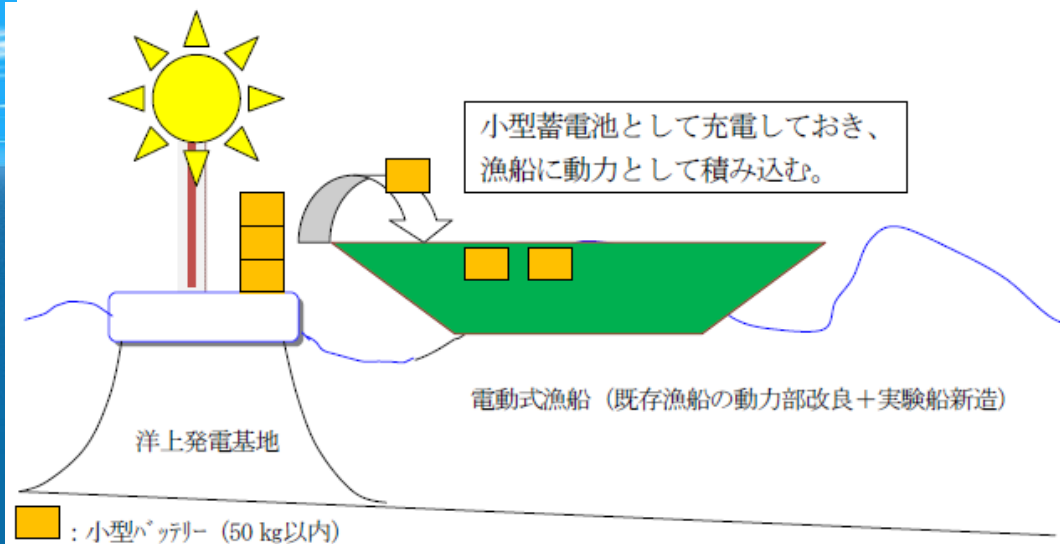 小型蓄電池として充電しておき、
漁船に動力として積み込む。
電動式漁船（既存漁船の動力部改良＋実験船新造）
洋上発電基地
：小型ﾊﾞｯﾃﾘｰ（50 kg以内）